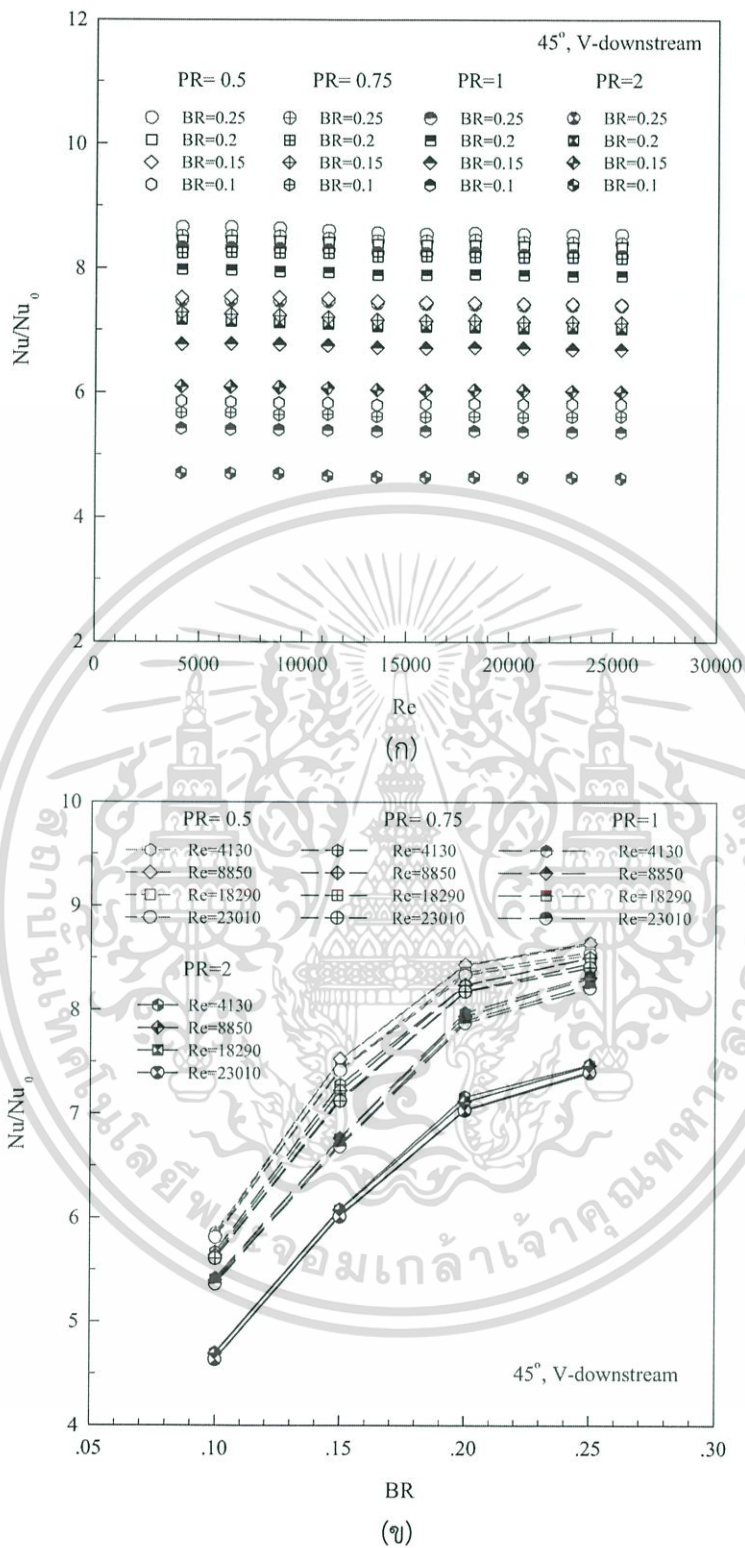 12
45°, V-downstream
PR= 0.5 PR= 0.75 PR=1 PR=2
BR=0.25 BR=0.25 BR=0.25 BR=0.25
BR=0.2 BR=0.2 BR=0.2 BR=0.2
BR=0.15 BR=0.15 BR=0.15 BR=0.15
BR=0.1 BR=0.1 BR=0.1 BR=0.1
10
8
Nu/Nu₀
6
4
2
0 5000 10000 15000 20000 25000 30000
Re
(ก)
10
PR= 0.5 PR= 0.75 PR=1
Re=4130 Re=4130 Re=4130
Re=8850 Re=8850 Re=8850
Re=18290 Re=18290 Re=18290
Re=23010 Re=23010 Re=23010
9
PR=2
Re=4130
Re=8850
Re=18290
Re=23010
8
7
Nu/Nu₀
6
5
45°, V-downstream
4
.05 .10 .15 .20 .25 .30
BR
(ข)